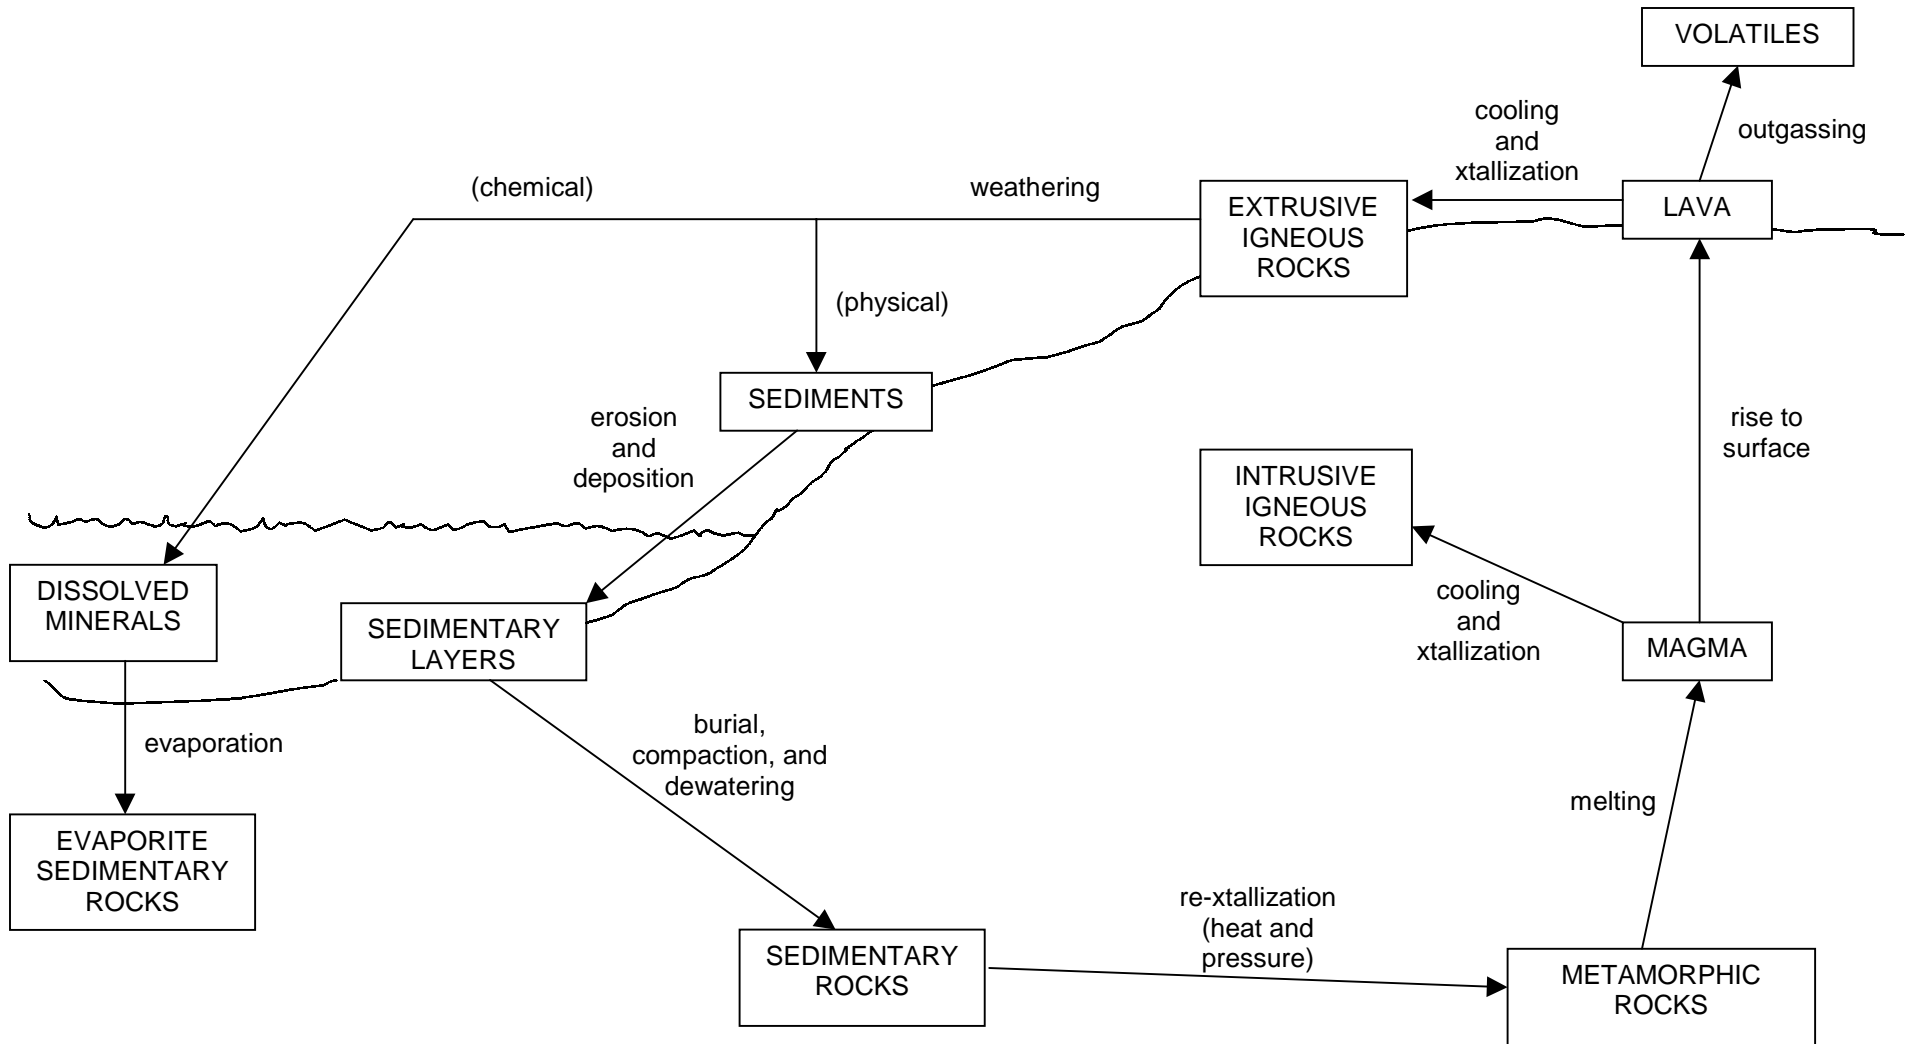 VOLATILES
cooling
and
xtallization
outgassing
(chemical)
weathering
EXTRUSIVE
IGNEOUS
ROCKS
LAVA
(physical)
SEDIMENTS
erosion
and
deposition
rise to
surface
INTRUSIVE
IGNEOUS
ROCKS
DISSOLVED
MINERALS
SEDIMENTARY
LAYERS
cooling
and
xtallization
MAGMA
evaporation
burial,
compaction, and
dewatering
melting
EVAPORITE
SEDIMENTARY
ROCKS
SEDIMENTARY
ROCKS
re-xtallization
(heat and
pressure)
METAMORPHIC
ROCKS